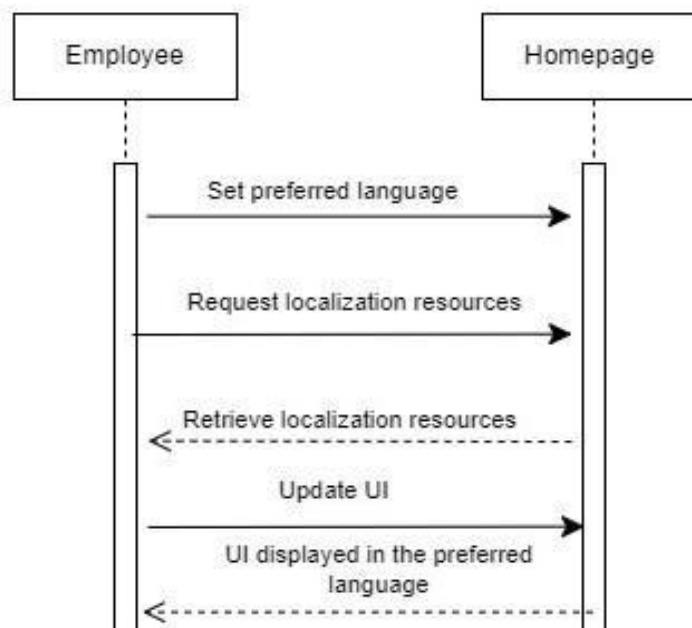 Employee
Homepage
Set preferred language
Request localization resources
Retrieve localization resources
Update UI
UI displayed in the preferred
language